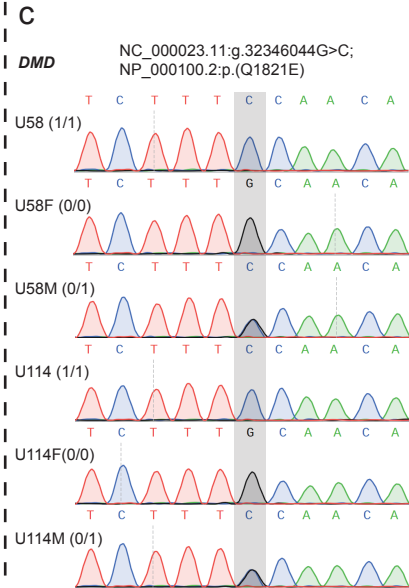 C
DMD NC_000023.11:g.32346044G>C;
NP_000100.2:p.(Q1821E)
T C T T T C C A A C A
U58 (1/1)
T C T T T G C A A C A
U58F (0/0)
T C T T T C C A A C A
U58M (0/1)
T C T T T C C A A C A
U114 (1/1)
T C T T T G C A A C A
U114F(0/0)
T C T T T C C A A C A
U114M (0/1)